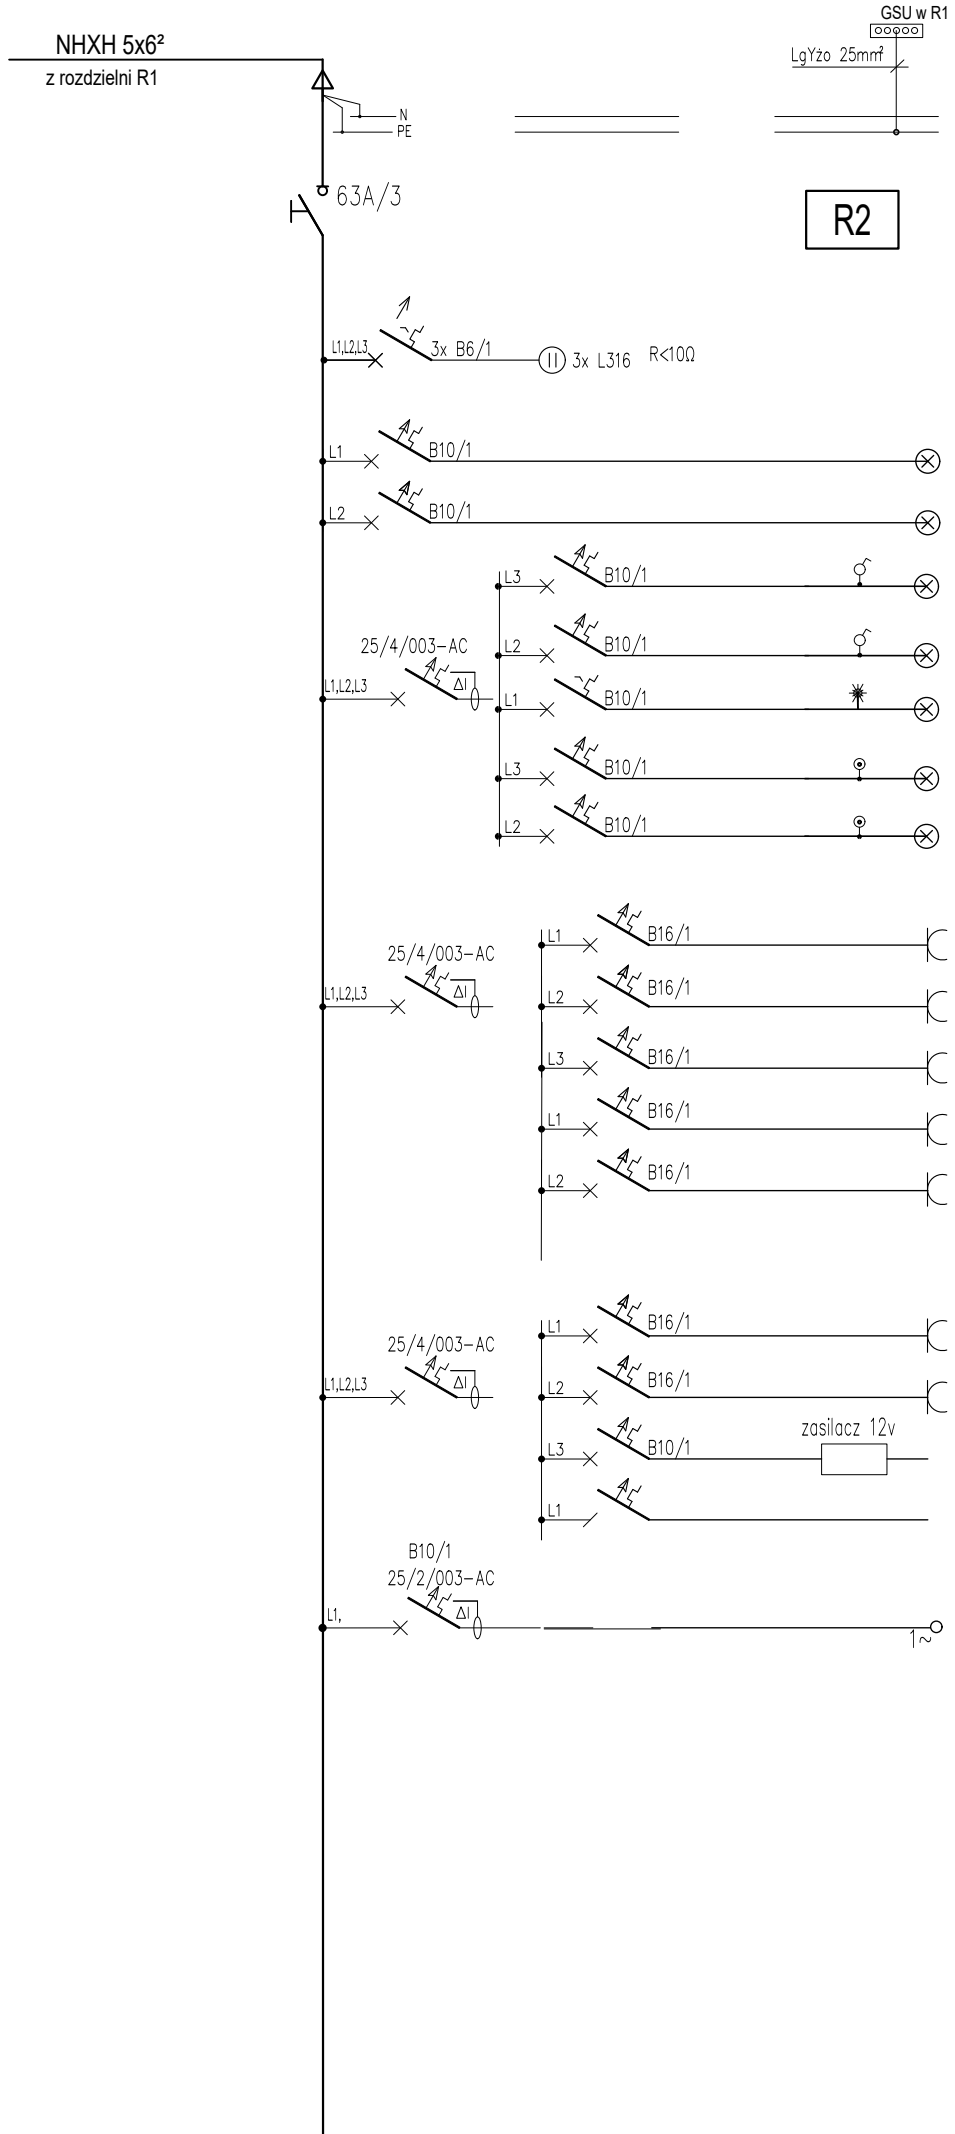 GSU w R1
NHXH 5x6²
LgYżo 25mm²
z rozdzielni R1
N
PE
63A/3
R2
L1,L2,L3
3x B6/1
3x L316
R<10Ω
L1
B10/1
L2
B10/1
L3
B10/1
25/4/003-AC
L2
B10/1
L1,L2,L3
ΔI
L1
B10/1
L3
B10/1
L2
B10/1
L1
B16/1
25/4/003-AC
L1,L2,L3
ΔI
L2
B16/1
L3
B16/1
L1
B16/1
L2
B16/1
L1
B16/1
25/4/003-AC
L1,L2,L3
ΔI
L2
B16/1
L3
B10/1
zasilacz 12v
L1
B10/1
25/2/003-AC
L1,
ΔI
1~